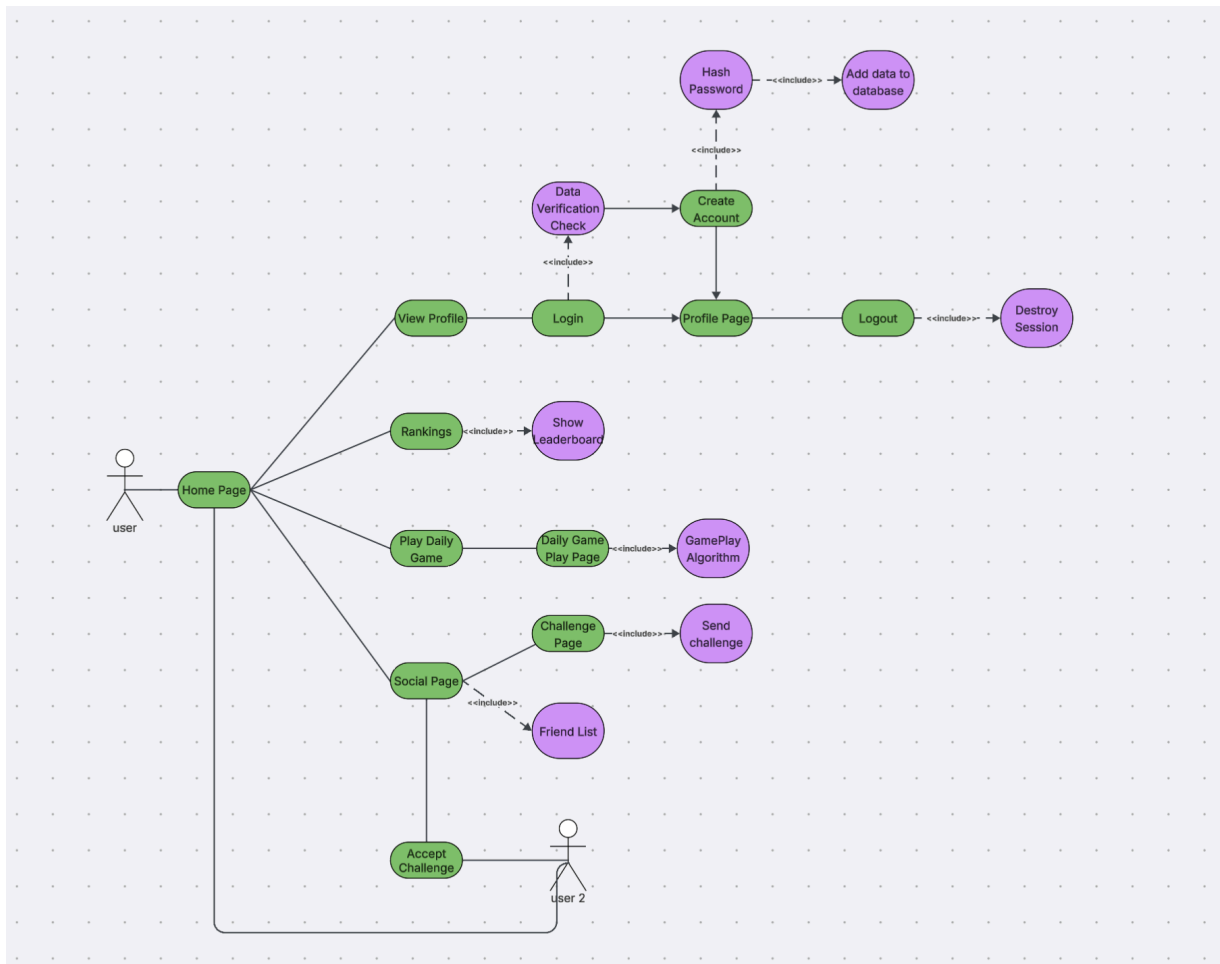 Hash
Password
<<include>>
Add data to
database
<<include>>
Data
Verification
Check
Create
Account
<<include>>
View Profile
Login
Profile Page
Logout
<<include>>
Destroy
Session
Rankings
<<include>>
Show
Leaderboard
user
Home Page
Play Daily
Game
Daily Game
Play Page
<<include>>
GamePlay
Algorithm
Challenge
Page
<<include>>
Send
challenge
Social Page
<<include>>
Friend List
Accept
Challenge
user 2